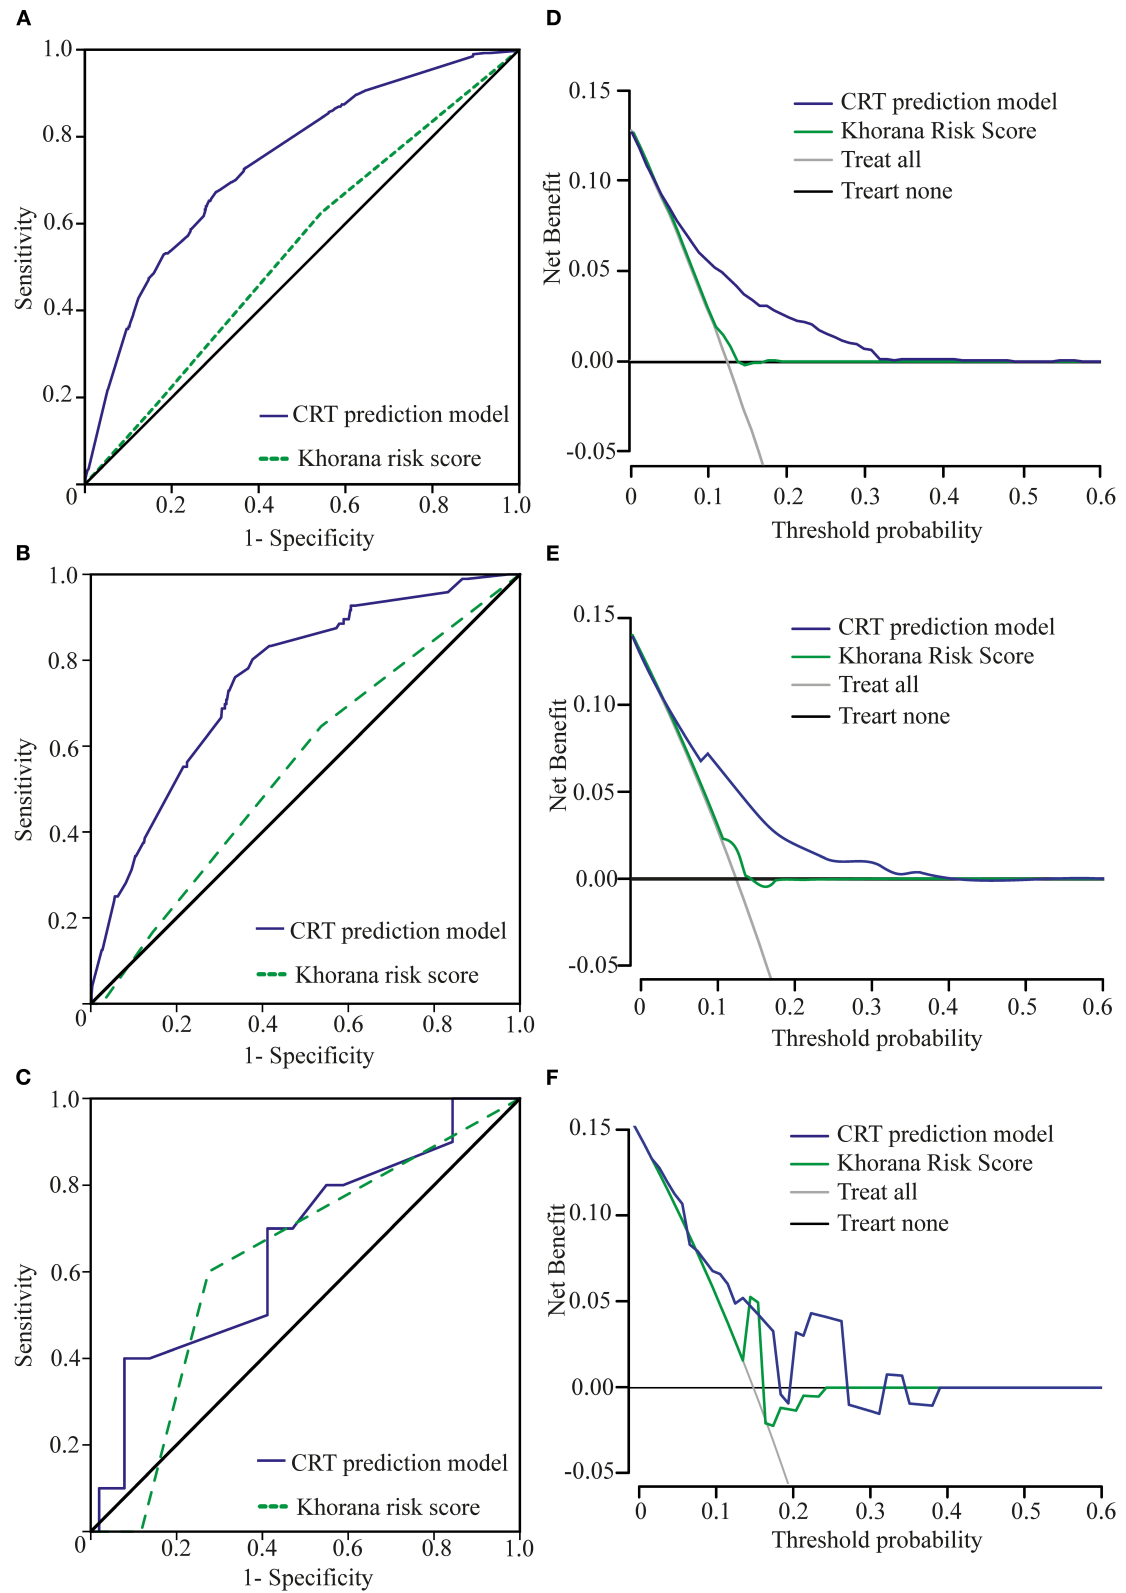 A
1.0
0.8
0.6
0.4
0.2
0
0.2
0.4
0.6
0.8
1.0
Sensitivity
1- Specificity
CRT prediction model
Khorana risk score
D
0.15
0.10
0.05
0.00
-0.05
0
0.1
0.2
0.3
0.4
0.5
0.6
Net Benefit
Threshold probability
CRT prediction model
Khorana Risk Score
Treat all
Treart none
B
1.0
0.8
0.6
0.4
0.2
0
0.2
0.4
0.6
0.8
1.0
Sensitivity
1- Specificity
CRT prediction model
Khorana risk score
E
0.15
0.10
0.05
0.00
-0.05
0
0.1
0.2
0.3
0.4
0.5
0.6
Net Benefit
Threshold probability
CRT prediction model
Khorana Risk Score
Treat all
Treart none
C
1.0
0.8
0.6
0.4
0.2
0
0.2
0.4
0.6
0.8
1.0
Sensitivity
1- Specificity
CRT prediction model
Khorana risk score
F
0.15
0.10
0.05
0.00
-0.05
0
0.1
0.2
0.3
0.4
0.5
0.6
Net Benefit
Threshold probability
CRT prediction model
Khorana Risk Score
Treat all
Treart none